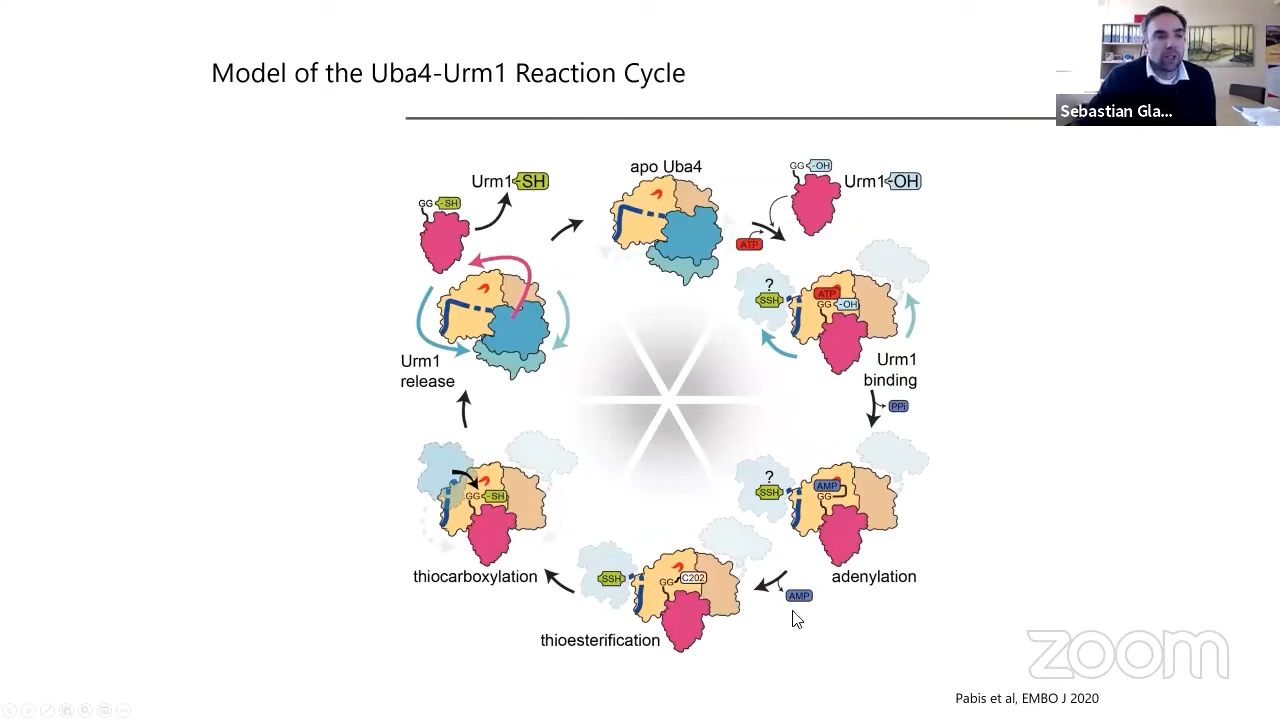 Model of the Uba4-Urm1 Reaction Cycle
Sebastian Gla...
apo Uba4
GG -OH
Urm1 -OH
ATP
Urm1 -SH
GG -SH
?
SSH
ATP
GG -OH
Urm1
binding
PPi
Urm1
release
?
SSH
AMP
GG
adenylation
AMP
SSH
GG C202
thioesterification
GG -SH
thiocarboxylation
zoom
Pabis et al, EMBO J 2020